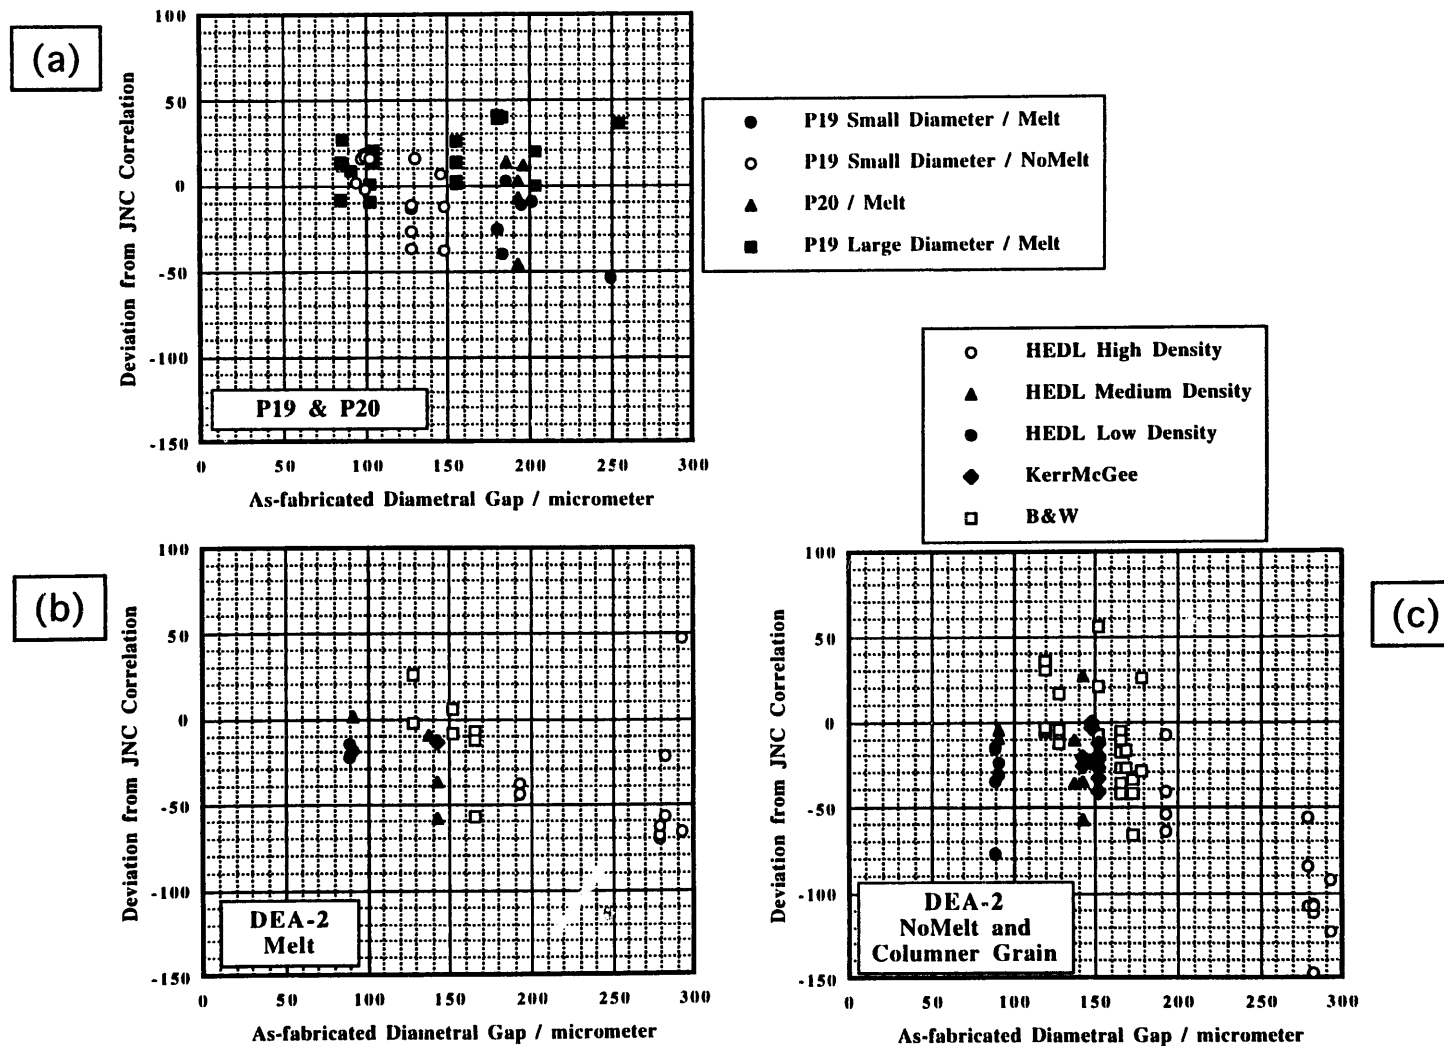 (a)
Deviation from JNC Correlation
100
50
0
-50
-100
-150
P19 & P20
0 50 100 150 200 250 300
As-fabricated Diametral Gap / micrometer
P19 Small Diameter / Melt
P19 Small Diameter / NoMelt
P20 / Melt
P19 Large Diameter / Melt
HEDL High Density
HEDL Medium Density
HEDL Low Density
KerrMcGee
B&W
(b)
Deviation from JNC Correlation
100
50
0
-50
-100
-150
DEA-2
Melt
0 50 100 150 200 250 300
As-fabricated Diametral Gap / micrometer
(c)
Deviation from JNC Correlation
100
50
0
-50
-100
-150
DEA-2
NoMelt and
Columner Grain
0 50 100 150 200 250 300
As-fabricated Diametral Gap / micrometer